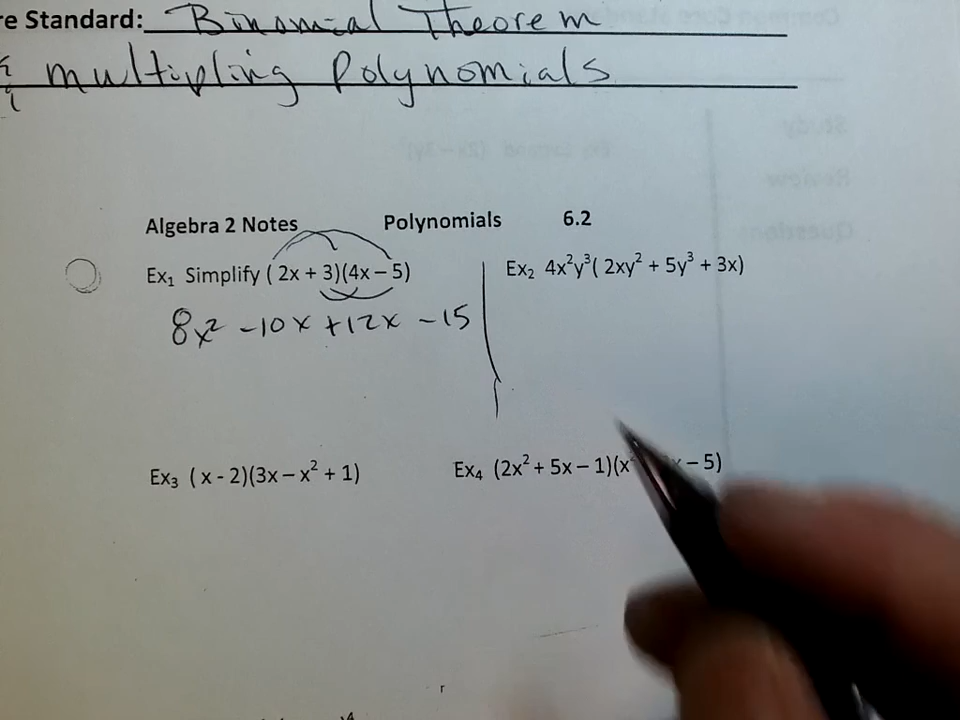 re Standard: Binomial Theorem
& multipling Polynomials
Algebra 2 Notes Polynomials 6.2
Ex₁ Simplify ( 2x + 3)(4x – 5)
8x² -10x +12x -15
Ex₂ 4x²y³( 2xy² + 5y³ + 3x)
Ex₃ ( x - 2)(3x – x² + 1)
Ex₄ (2x² + 5x – 1)(x – 5)